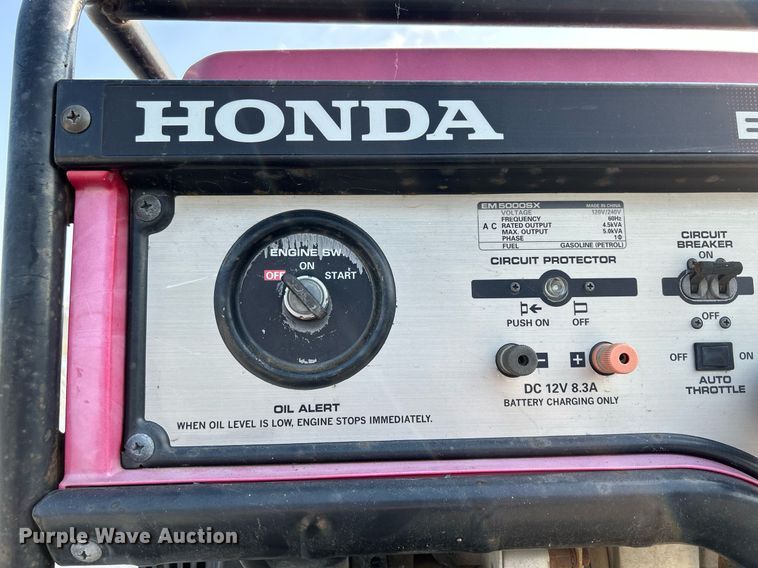 HONDA
E
EM5000SX MADE IN CHINA
VOLTAGE 120V/240V
FREQUENCY 60Hz
AC RATED OUTPUT 4.5kVA
MAX. OUTPUT 5.0kVA
PHASE 1Φ
FUEL GASOLINE (PETROL)
CIRCUIT PROTECTOR
PUSH ON OFF
- +
DC 12V 8.3A
BATTERY CHARGING ONLY
CIRCUIT
BREAKER
ON
OFF
OFF ON
AUTO
THROTTLE
ENGINE SW
ON
OFF START
OIL ALERT
WHEN OIL LEVEL IS LOW, ENGINE STOPS IMMEDIATELY.
Purple Wave Auction